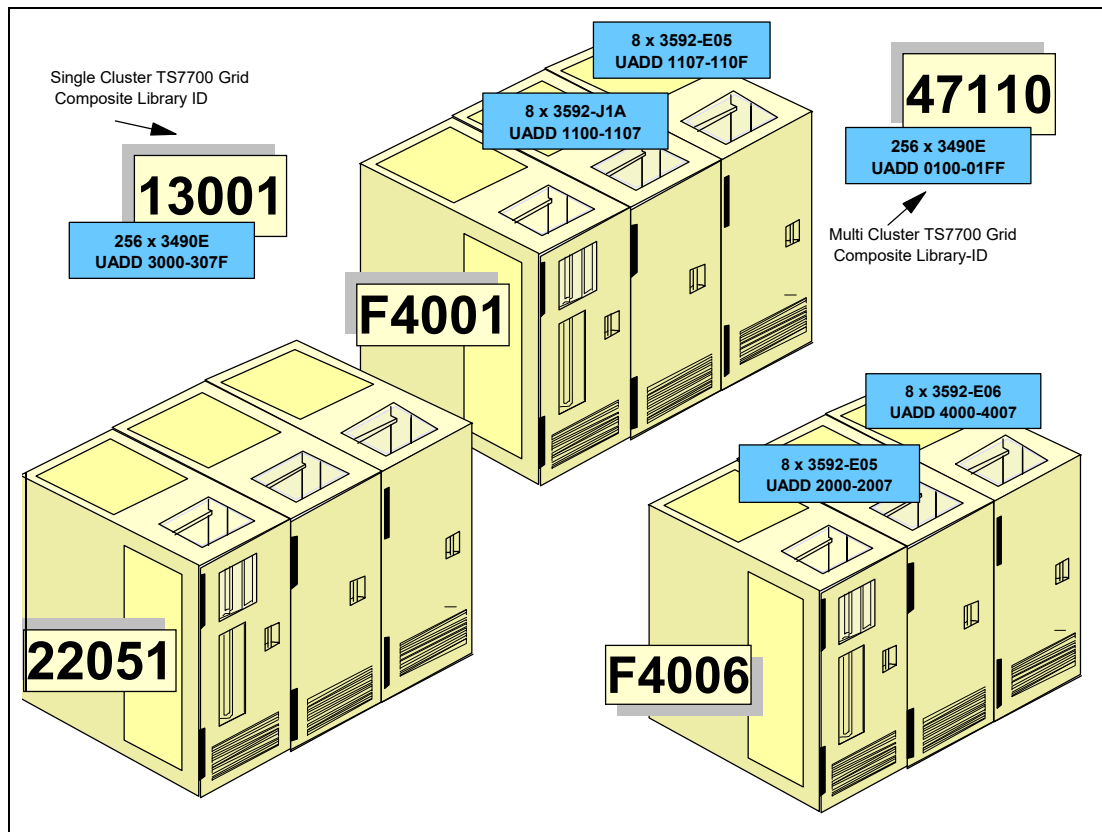 8 x 3592-E05
UADD 1107-110F
Single Cluster TS7700 Grid
Composite Library ID
47110
8 x 3592-J1A
UADD 1100-1107
256 x 3490E
UADD 0100-01FF
13001
256 x 3490E
UADD 3000-307F
Multi Cluster TS7700 Grid
Composite Library-ID
F4001
8 x 3592-E06
UADD 4000-4007
8 x 3592-E05
UADD 2000-2007
22051
F4006